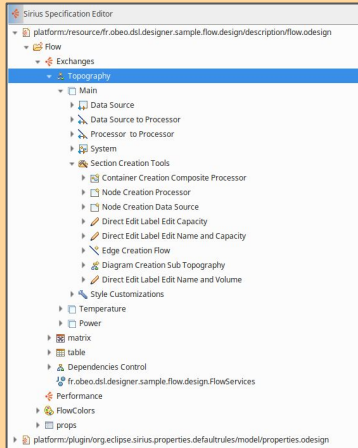 Sirius Specification Editor
platform:/resource/fr.obeo.dsl.designer.sample.flow.design/description/flow.odesign
Flow
Exchanges
Topography
Main
Data Source
Data Source to Processor
Processor to Processor
System
Section Creation Tools
Container Creation Composite Processor
Node Creation Processor
Node Creation Data Source
Direct Edit Label Edit Capacity
Direct Edit Label Edit Name and Capacity
Edge Creation Flow
Diagram Creation Sub Topography
Direct Edit Label Edit Name and Volume
Style Customizations
Temperature
Power
matrix
table
Dependencies Control
fr.obeo.dsl.designer.sample.flow.design.FlowServices
Performance
FlowColors
props
platform:/plugin/org.eclipse.sirius.properties.defaultrules/model/properties.odesign